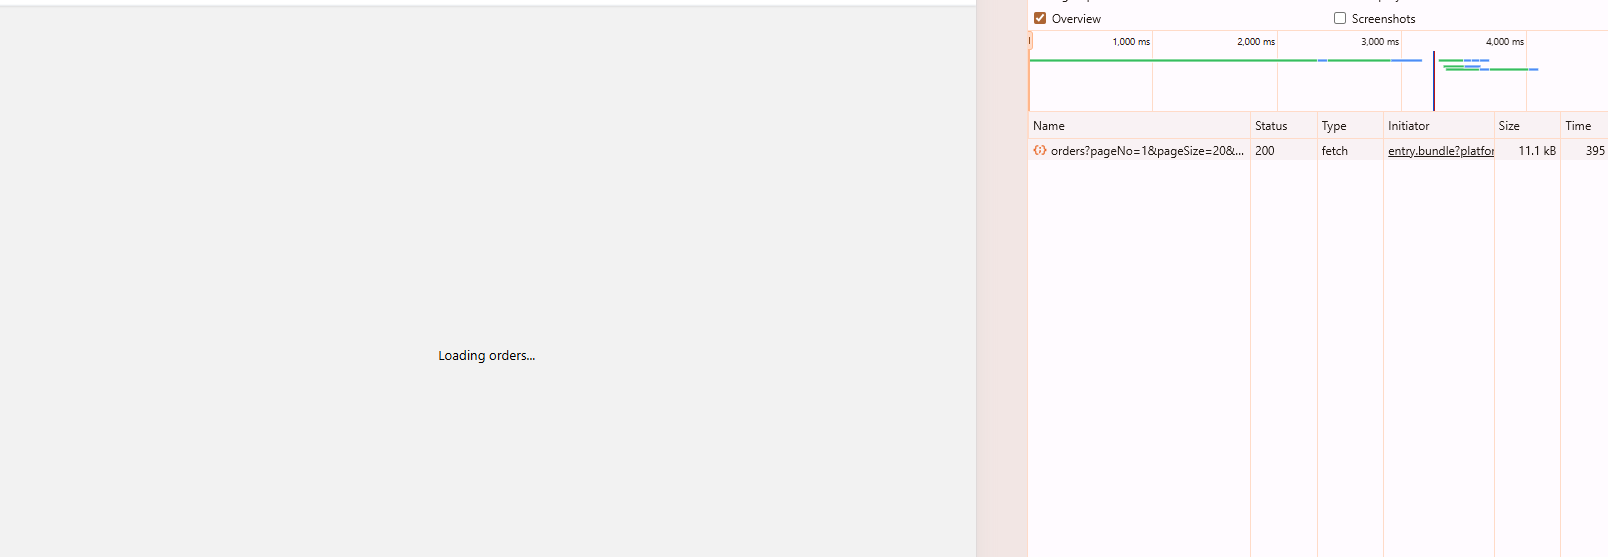 Overview
Screenshots
1,000 ms
2,000 ms
3,000 ms
4,000 ms
Name
Status
Type
Initiator
Size
Time
orders?pageNo=1&pageSize=20&...
200
fetch
entry.bundle?platfor
11.1 kB
395
Loading orders...